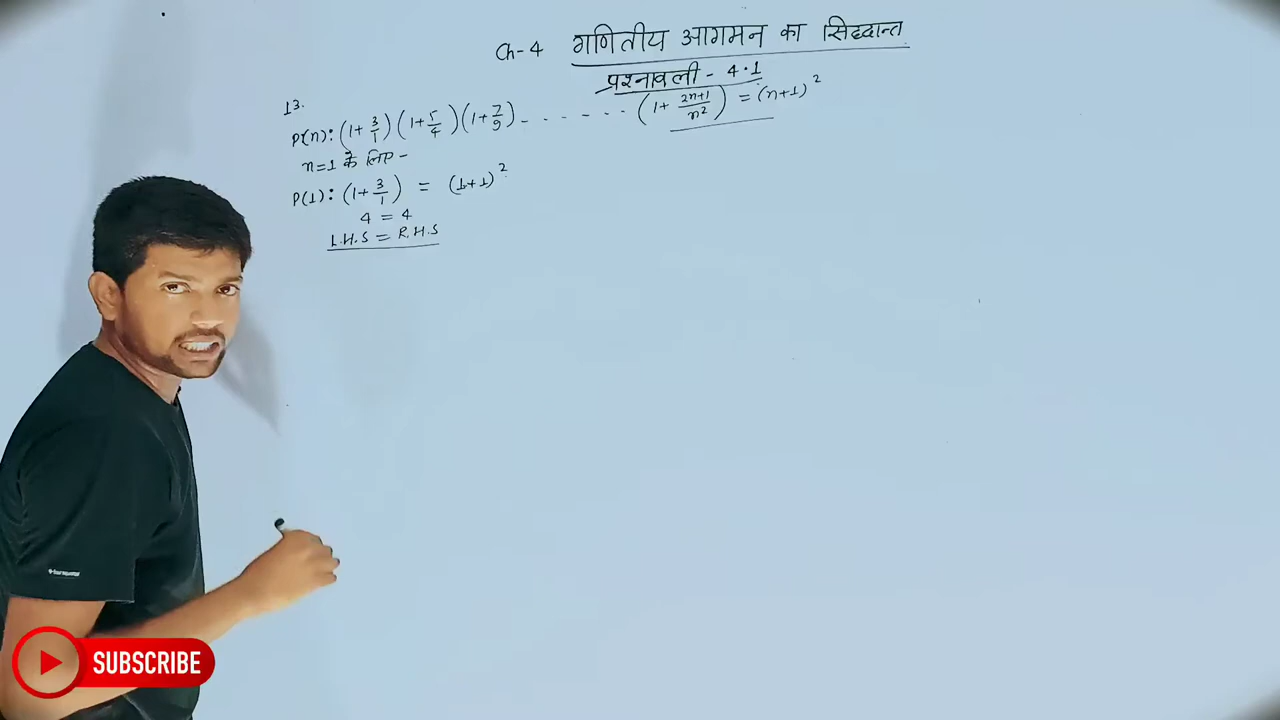 Ch-4 गणितीय आगमन का सिद्दान्त
प्रश्नावली - 4.1
13.
P(n): (1+ 3/1) (1+ 5/4) (1+ 7/9) - - - - - - - (1+ 2n+1/n²) = (n+1)²
n=1 के लिए -
P(1): (1+ 3/1) = (1+1)²
4 = 4
L.H.S = R.H.S
SUBSCRIBE